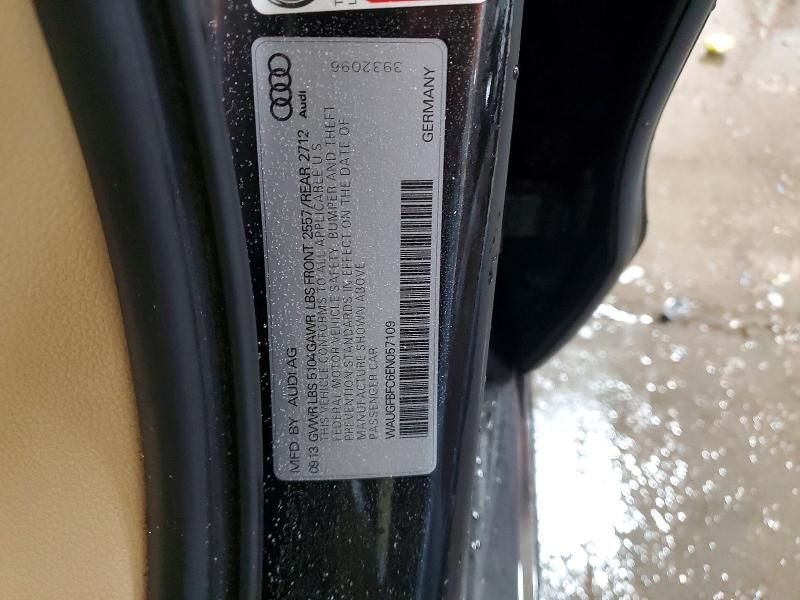 MFD BY AUDI AG
Audi
09 13 GVWR LBS 5104 GAWR LBS FRONT 2557/REAR 2712
THIS VEHICLE CONFORMS TO ALL APPLICABLE U.S.
FEDERAL MOTOR VEHICLE SAFETY, BUMPER AND THEFT
PREVENTION STANDARDS IN EFFECT ON THE DATE OF
MANUFACTURE SHOWN ABOVE
PASSENGER CAR
WAUGFBFC6EN057109
GERMANY
3932096